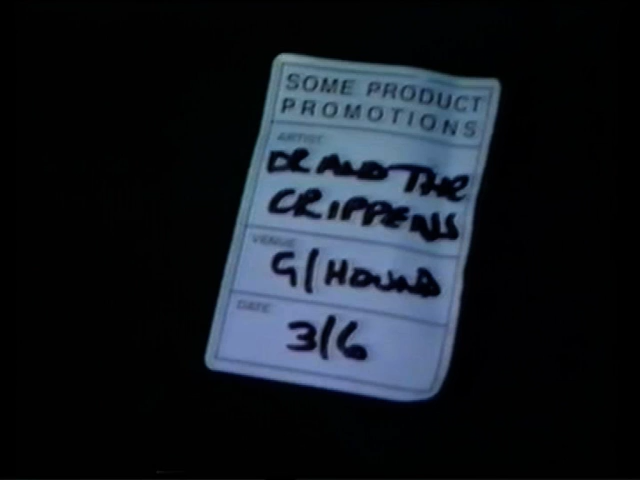 SOME PRODUCT
PROMOTIONS
ARTIST
DR AND THE
CRIPPENS
VENUE
G/HOUND
DATE
3/6